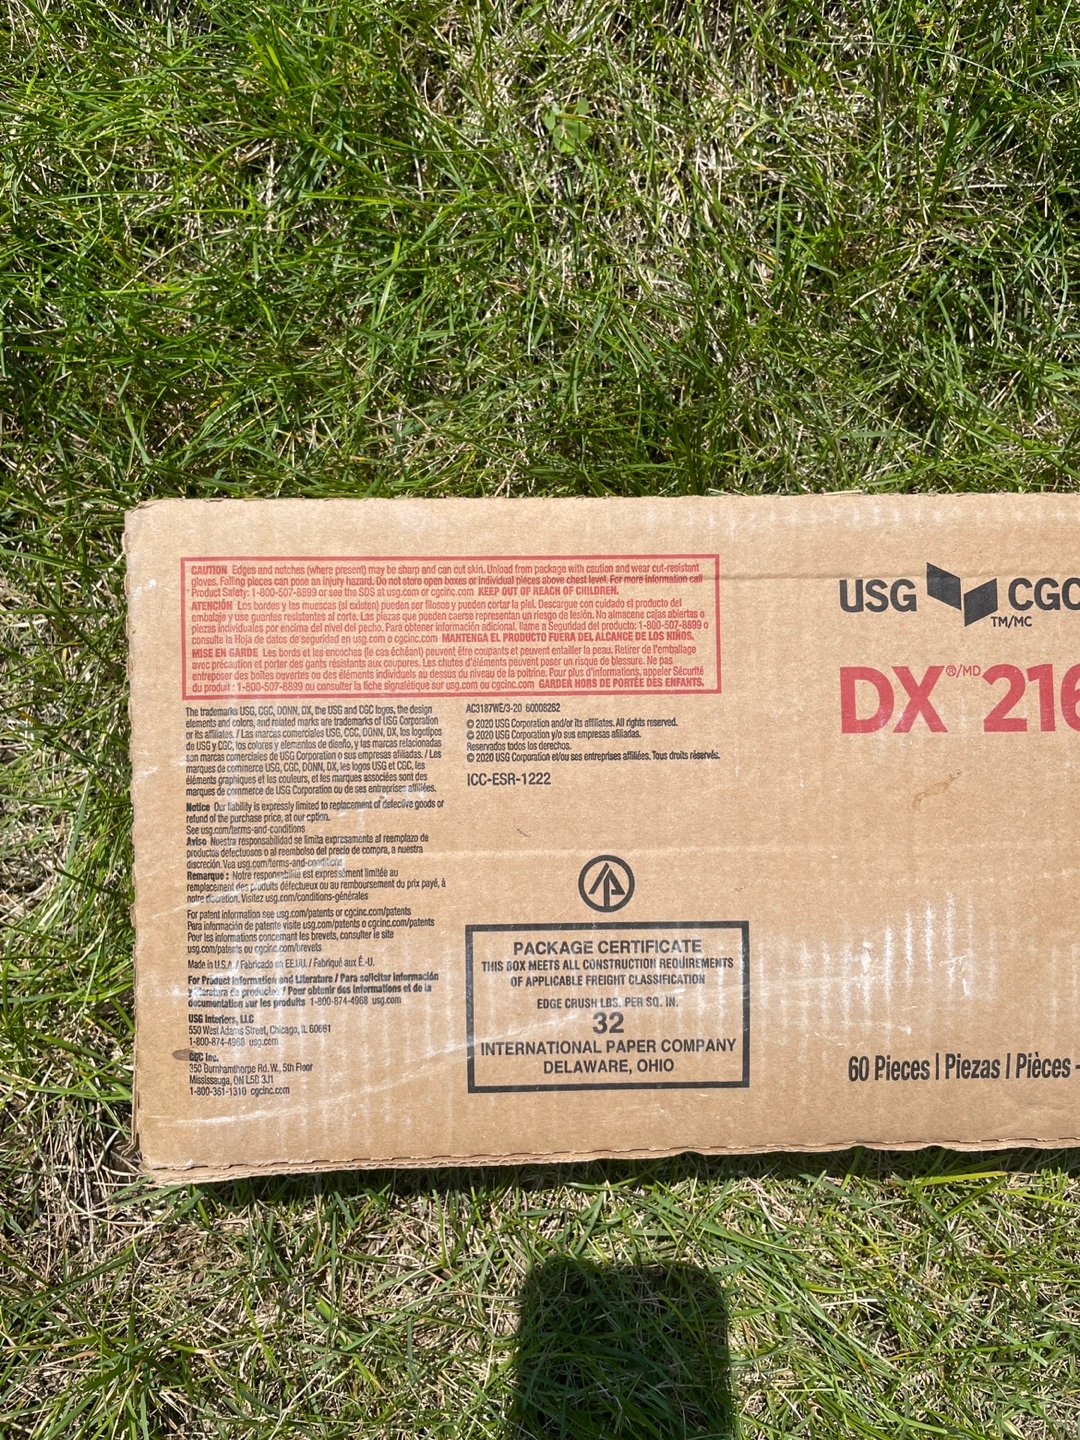 CAUTION Edges and notches (where present) may be sharp and can cut skin. Unload from package with caution and wear cut-resistant
gloves. Falling pieces can pose an injury hazard. Do not store open boxes or individual pieces above chest level. For more information call
Product Safety: 1-800-507-8899 or see the SDS at usg.com or cgcinc.com KEEP OUT OF REACH OF CHILDREN.
ATENCIÓN Los bordes y las muescas (si existen) pueden ser filosos y pueden cortar la piel. Descargue con cuidado el producto del
embalaje y use guantes resistentes al corte. Las piezas que pueden caerse representan un riesgo de lesión. No almacene cajas abiertas o
piezas individuales por encima del nivel del pecho. Para obtener información adicional, llame a Seguridad del producto: 1-800-507-8899 o
consulte la Hoja de datos de seguridad en usg.com o cgcinc.com MANTENGA EL PRODUCTO FUERA DEL ALCANCE DE LOS NIÑOS.
MISE EN GARDE Les bords et les encoches (le cas échéant) peuvent être coupants et peuvent entailler la peau. Retirer de l'emballage
avec précaution et porter des gants résistants aux coupures. Les chutes d'éléments peuvent poser un risque de blessure. Ne pas
entreposer des boîtes ouvertes ou des éléments individuels au dessus du niveau de la poitrine. Pour plus d'informations, appeler Sécurité
du produit : 1-800-507-8899 ou consulter la fiche signalétique sur usg.com ou cgcinc.com GARDER HORS DE PORTÉE DES ENFANTS.
The trademarks USG, CGC, DONN, DX, the USG and CGC logos, the design
elements and colors, and related marks are trademarks of USG Corporation
or its affiliates. / Las marcas comerciales USG, CGC, DONN, DX, los logotipos
de USG y CGC, los colores y elementos de diseño, y las marcas relacionadas
son marcas comerciales de USG Corporation o sus empresas afiliadas. / Les
marques de commerce USG, CGC, DONN, DX, les logos USG et CGC, les
éléments graphiques et les couleurs, et les marques associées sont des
marques de commerce de USG Corporation ou de ses entreprises affiliées.
Notice Our liability is expressly limited to replacement of defective goods or
refund of the purchase price, at our option.
See usg.com/terms-and-conditions
Aviso Nuestra responsabilidad se limita expresamente al reemplazo de
productos defectuosos o al reembolso del precio de compra, a nuestra
discreción. Vea usg.com/terms-and-conditions
Remarque : Notre responsabilité est expressément limitée au
remplacement des produits défectueux ou au remboursement du prix payé, à
notre discretion. Visitez usg.com/conditions-générales
For patent information see usg.com/patents or cgcinc.com/patents
Para información de patente visite usg.com/patents o cgcinc.com/patents
Pour les informations concernant les brevets, consulter le site
usg.com/patents ou cgcinc.com/brevets
Made in U.S.A. / Fabricado en EE.UU. / Fabriqué aux É.-U.
For Product Information and Literature / Para solicitar información
y literatura de productos / Pour obtenir des informations et de la
documentation sur les produits 1-800-874-4968 usg.com
USG Interiors, LLC
550 West Adams Street, Chicago, IL 60661
1-800-874-4968 usg.com
CGC Inc.
350 Burnhamthorpe Rd. W., 5th Floor
Mississauga, ON L5B 3J1
1-800-361-1310 cgcinc.com
AC3187WE/3-20 60008262
© 2020 USG Corporation and/or its affiliates. All rights reserved.
© 2020 USG Corporation y/o sus empresas afiliadas.
Reservados todos los derechos.
© 2020 USG Corporation et/ou ses entreprises affiliées. Tous droits réservés.
ICC-ESR-1222
PACKAGE CERTIFICATE
THIS BOX MEETS ALL CONSTRUCTION REQUIREMENTS
OF APPLICABLE FREIGHT CLASSIFICATION
EDGE CRUSH LBS. PER SQ. IN.
32
INTERNATIONAL PAPER COMPANY
DELAWARE, OHIO
USG CGC
TM/MC
DX®/MD 216
60 Pieces | Piezas | Pièces -